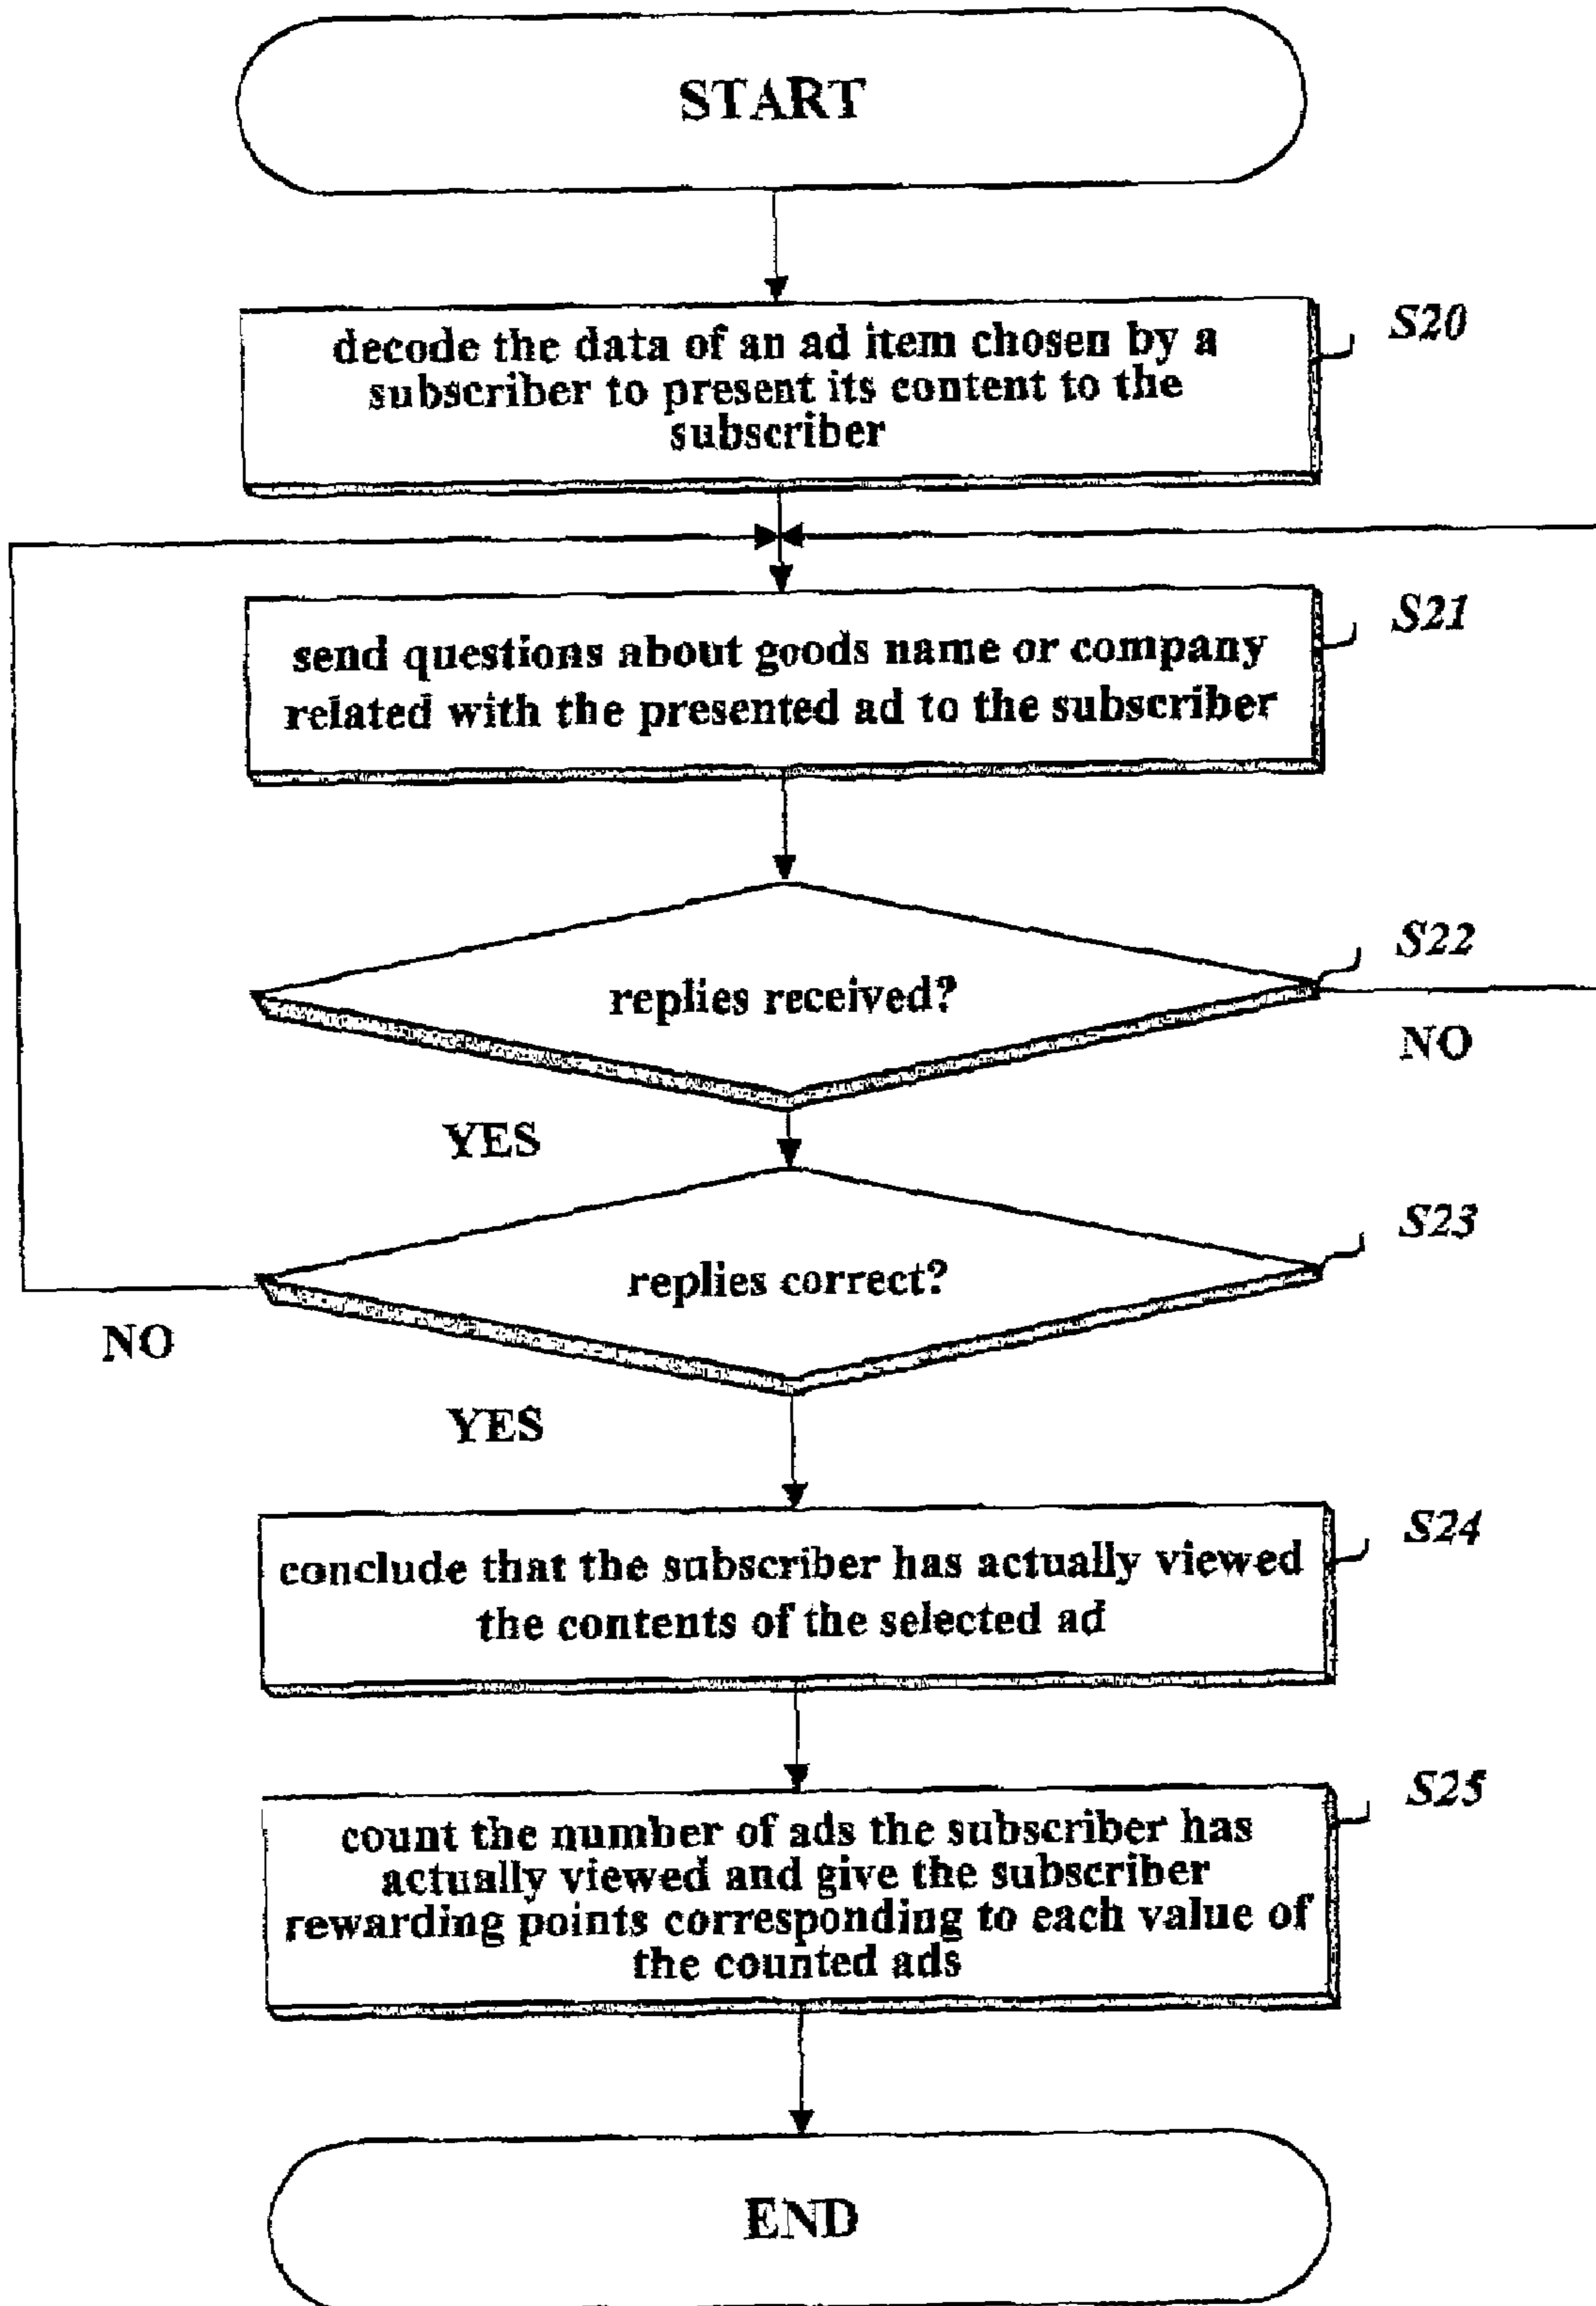 START
decode the data of an ad item chosen by a
subscriber to present its content to the
subscriber
S20
send questions about goods name or company
related with the presented ad to the subscriber
S21
replies received?
S22
NO
YES
replies correct?
S23
NO
YES
conclude that the subscriber has actually viewed
the contents of the selected ad
S24
count the number of ads the subscriber has
actually viewed and give the subscriber
rewarding points corresponding to each value of
the counted ads
S25
END